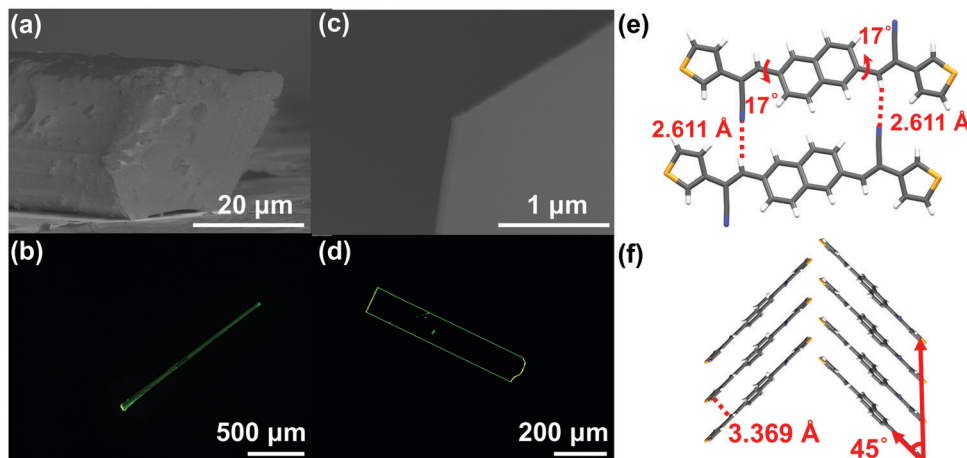 (a)
20 µm
(c)
1 µm
(e)
17°
17°
2.611 Å
2.611 Å
(b)
500 µm
(d)
200 µm
(f)
3.369 Å
45°